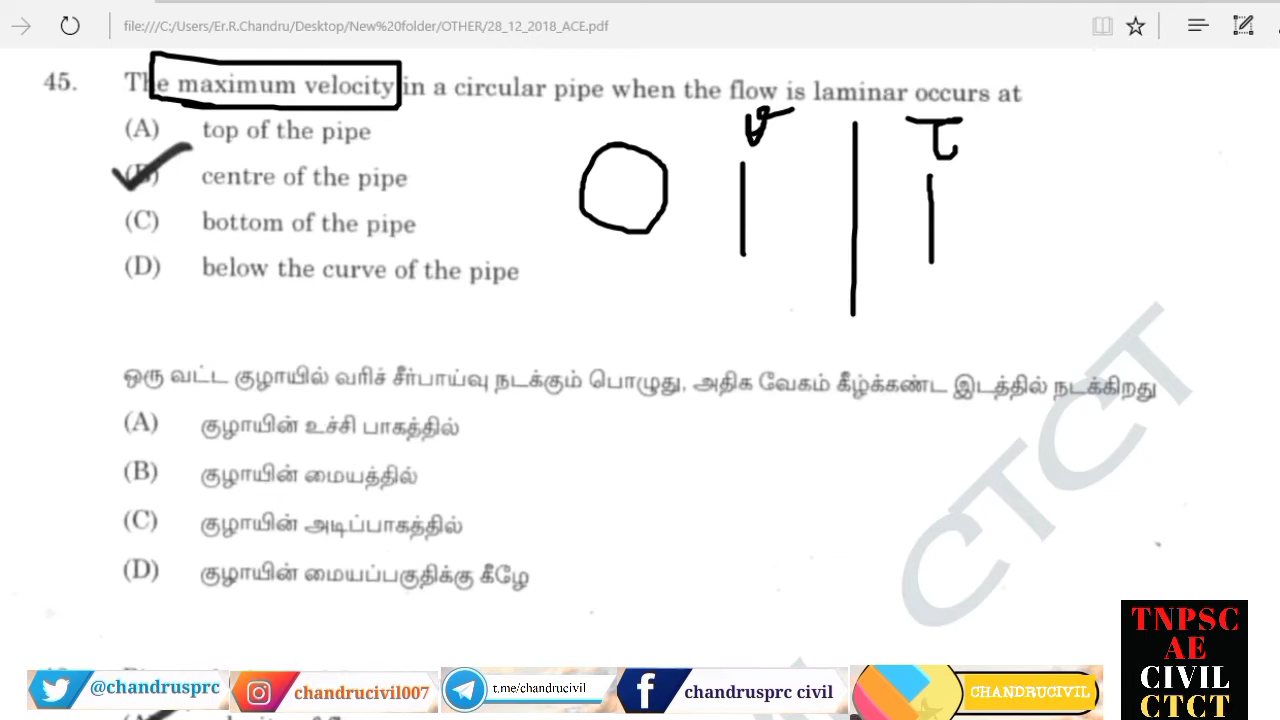 file:///C:/Users/Er.R.Chandru/Desktop/New%20folder/OTHER/28_12_2018_ACE.pdf
45. The maximum velocity in a circular pipe when the flow is laminar occurs at
(A) top of the pipe
(B) centre of the pipe
(C) bottom of the pipe
(D) below the curve of the pipe
v τ
ஒரு வட்ட குழாயில் வரிச் சீர்பாய்வு நடக்கும் பொழுது, அதிக வேகம் கீழ்க்கண்ட இடத்தில் நடக்கிறது
(A) குழாயின் உச்சி பாகத்தில்
(B) குழாயின் மையத்தில்
(C) குழாயின் அடிப்பாகத்தில்
(D) குழாயின் மையப்பகுதிக்கு கீழே
CTCT
TNPSC
AE
CIVIL
CTCT
@chandrusprc
chandrucivil007
t.me/chandrucivil
chandrusprc civil
CHANDRUCIVIL